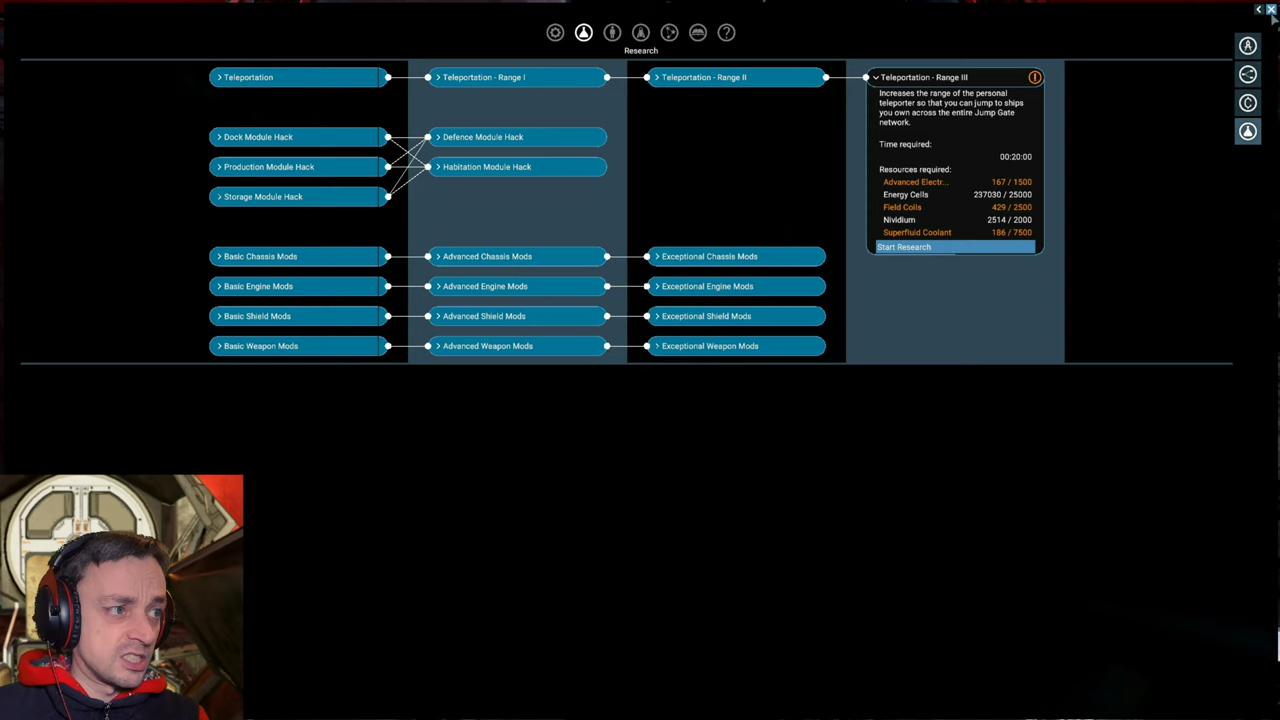 Research
Teleportation
Teleportation - Range I
Teleportation - Range II
Teleportation - Range III
Increases the range of the personal
teleporter so that you can jump to ships
you own across the entire Jump Gate
network.
Time required:
00:20:00
Resources required:
Advanced Electr... 167 / 1500
Energy Cells 237030 / 25000
Field Coils 429 / 2500
Nividium 2514 / 2000
Superfluid Coolant 186 / 7500
Start Research
Dock Module Hack
Defence Module Hack
Production Module Hack
Habitation Module Hack
Storage Module Hack
Basic Chassis Mods
Advanced Chassis Mods
Exceptional Chassis Mods
Basic Engine Mods
Advanced Engine Mods
Exceptional Engine Mods
Basic Shield Mods
Advanced Shield Mods
Exceptional Shield Mods
Basic Weapon Mods
Advanced Weapon Mods
Exceptional Weapon Mods